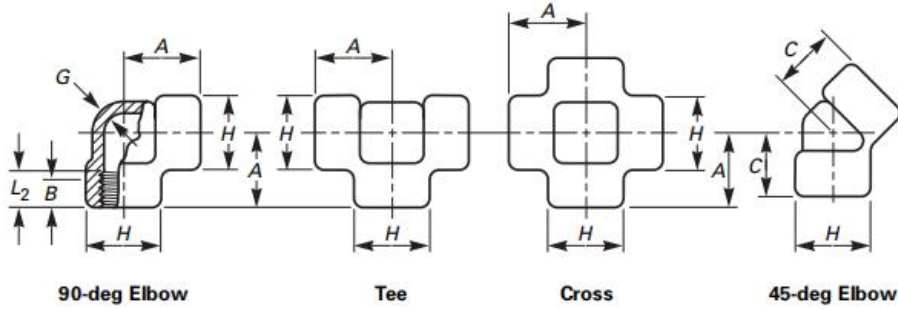 A A A C
G
H H H
A A C
L2 B
H H H H
90-deg Elbow Tee Cross 45-deg Elbow